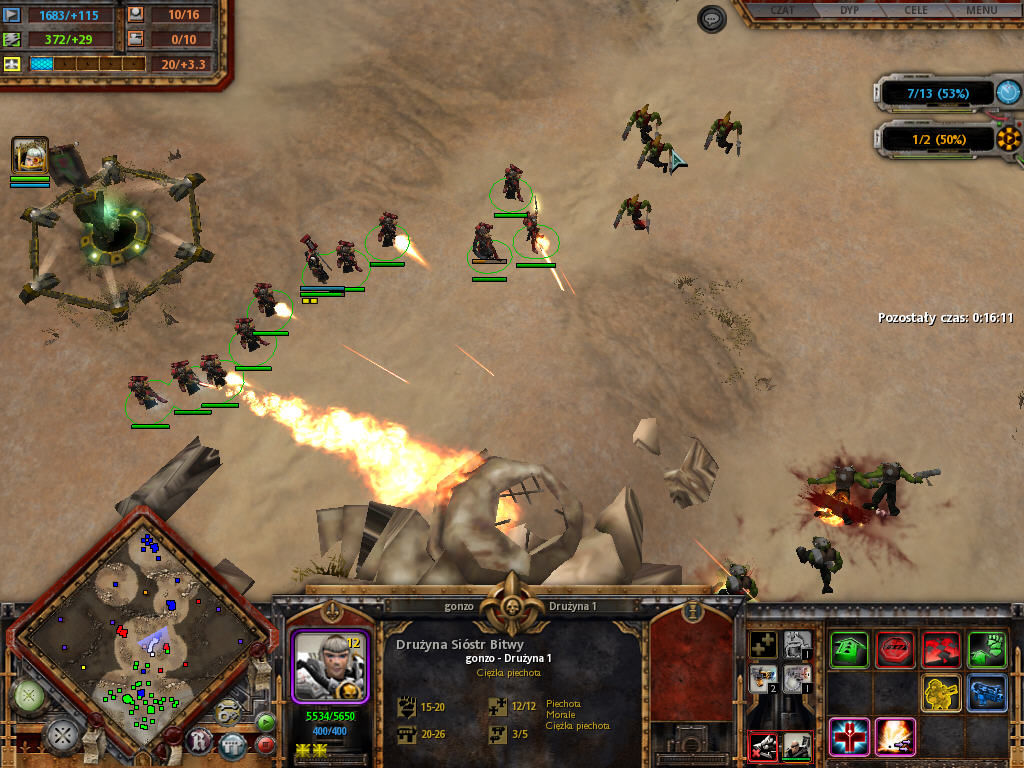 1683/+115
10/16
372/+29
0/10
20/+3.3
CZAT DYP CELE MENU
7/13 (53%)
1/2 (50%)
Pozostały czas: 0:16:11
gonzo Drużyna 1
12
Drużyna Sióstr Bitwy
gonzo - Drużyna 1
Ciężka piechota
5534/5650
400/400
15-20
12/12
20-26
3/5
Piechota
Morale
Ciężka piechota
1
2
1